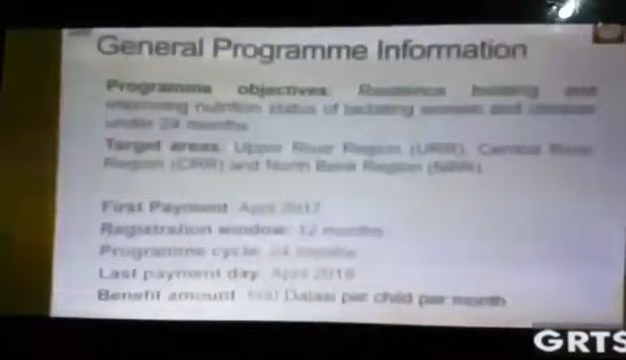 General Programme Information
Programme objectives: Resilience building and
improving nutrition status of lactating women and children
under 24 months
Target areas: Upper River Region (URR), Central River
Region (CRR) and North Bank Region (NBR)
First Payment: April 2017
Registration window: 12 months
Programme cycle: 24 months
Last payment day: April
Benefit amount: Dalasi per child per month
GRTS